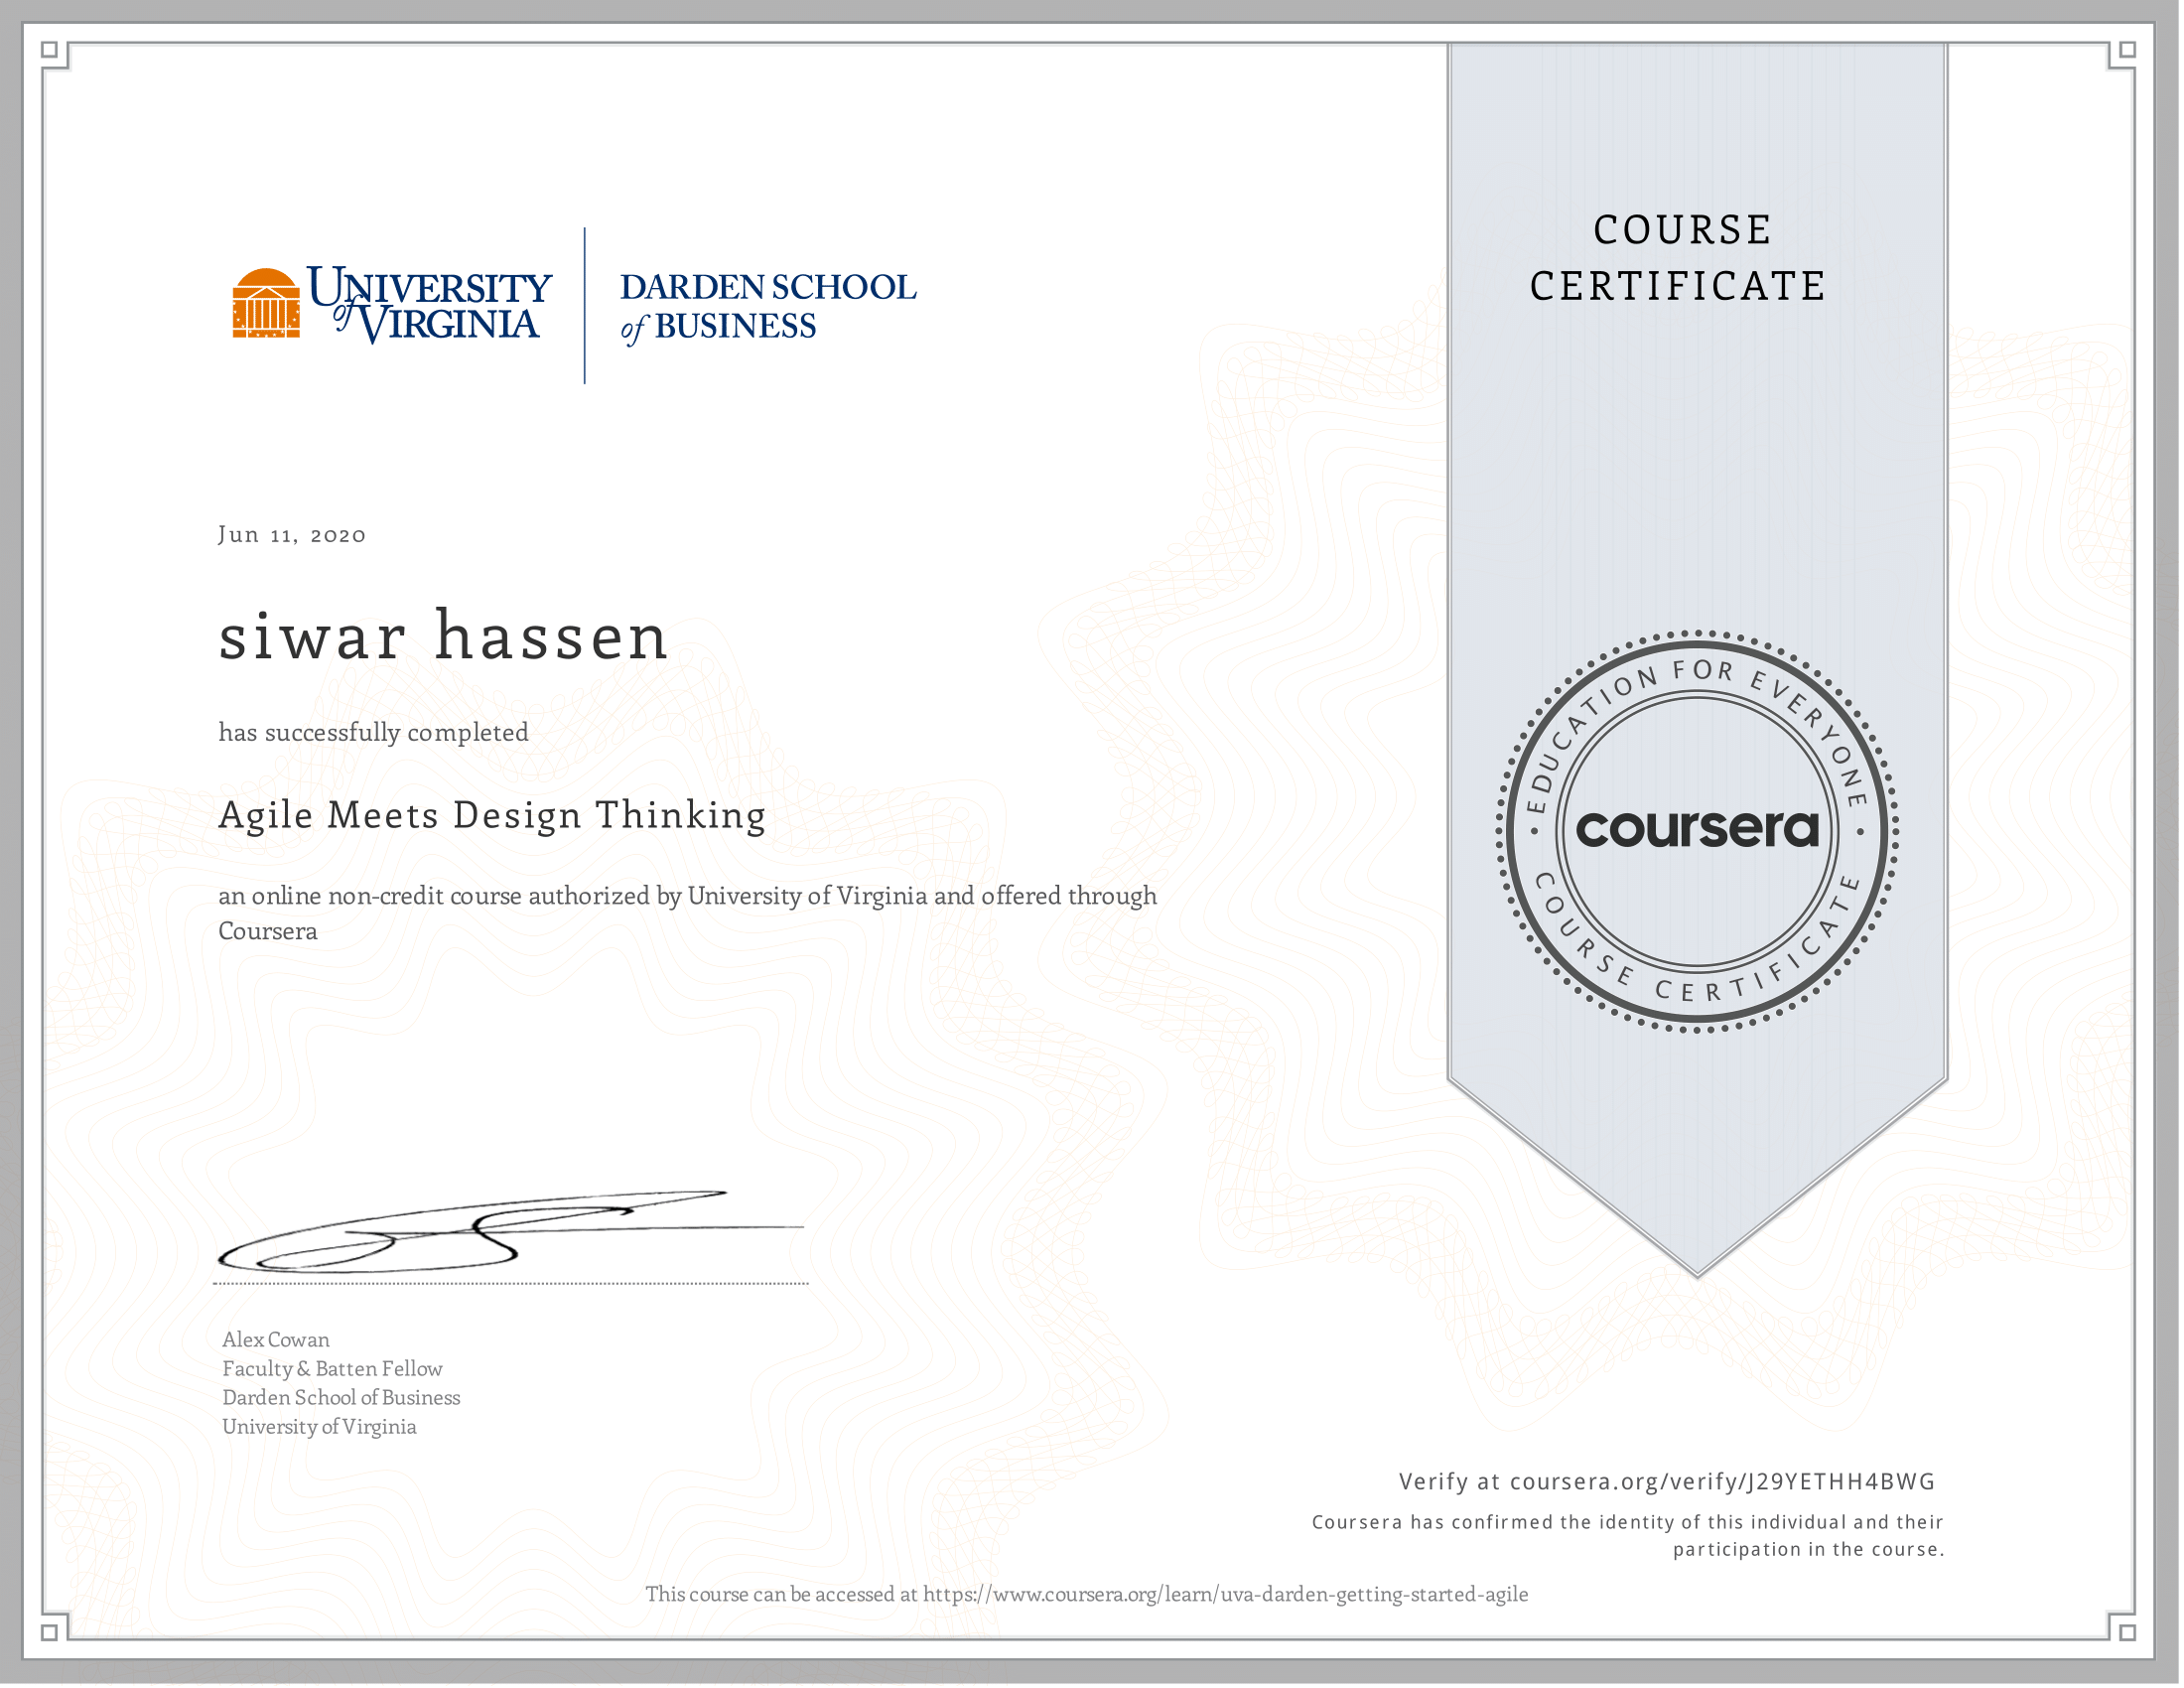 UNIVERSITY
of VIRGINIA
DARDEN SCHOOL
of BUSINESS
COURSE
CERTIFICATE
Jun 11, 2020
siwar hassen
has successfully completed
Agile Meets Design Thinking
an online non-credit course authorized by University of Virginia and offered through
Coursera
EDUCATION FOR EVERYONE
coursera
COURSE CERTIFICATE
Alex Cowan
Faculty & Batten Fellow
Darden School of Business
University of Virginia
Verify at coursera.org/verify/J29YETHH4BWG
Coursera has confirmed the identity of this individual and their
participation in the course.
This course can be accessed at https://www.coursera.org/learn/uva-darden-getting-started-agile